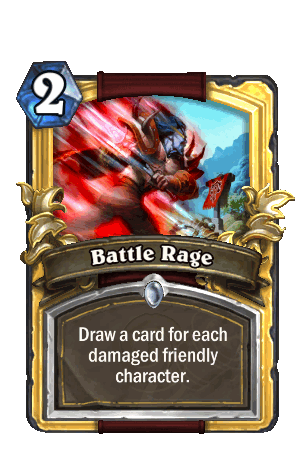 2
Battle Rage
Draw a card for each
damaged friendly
character.